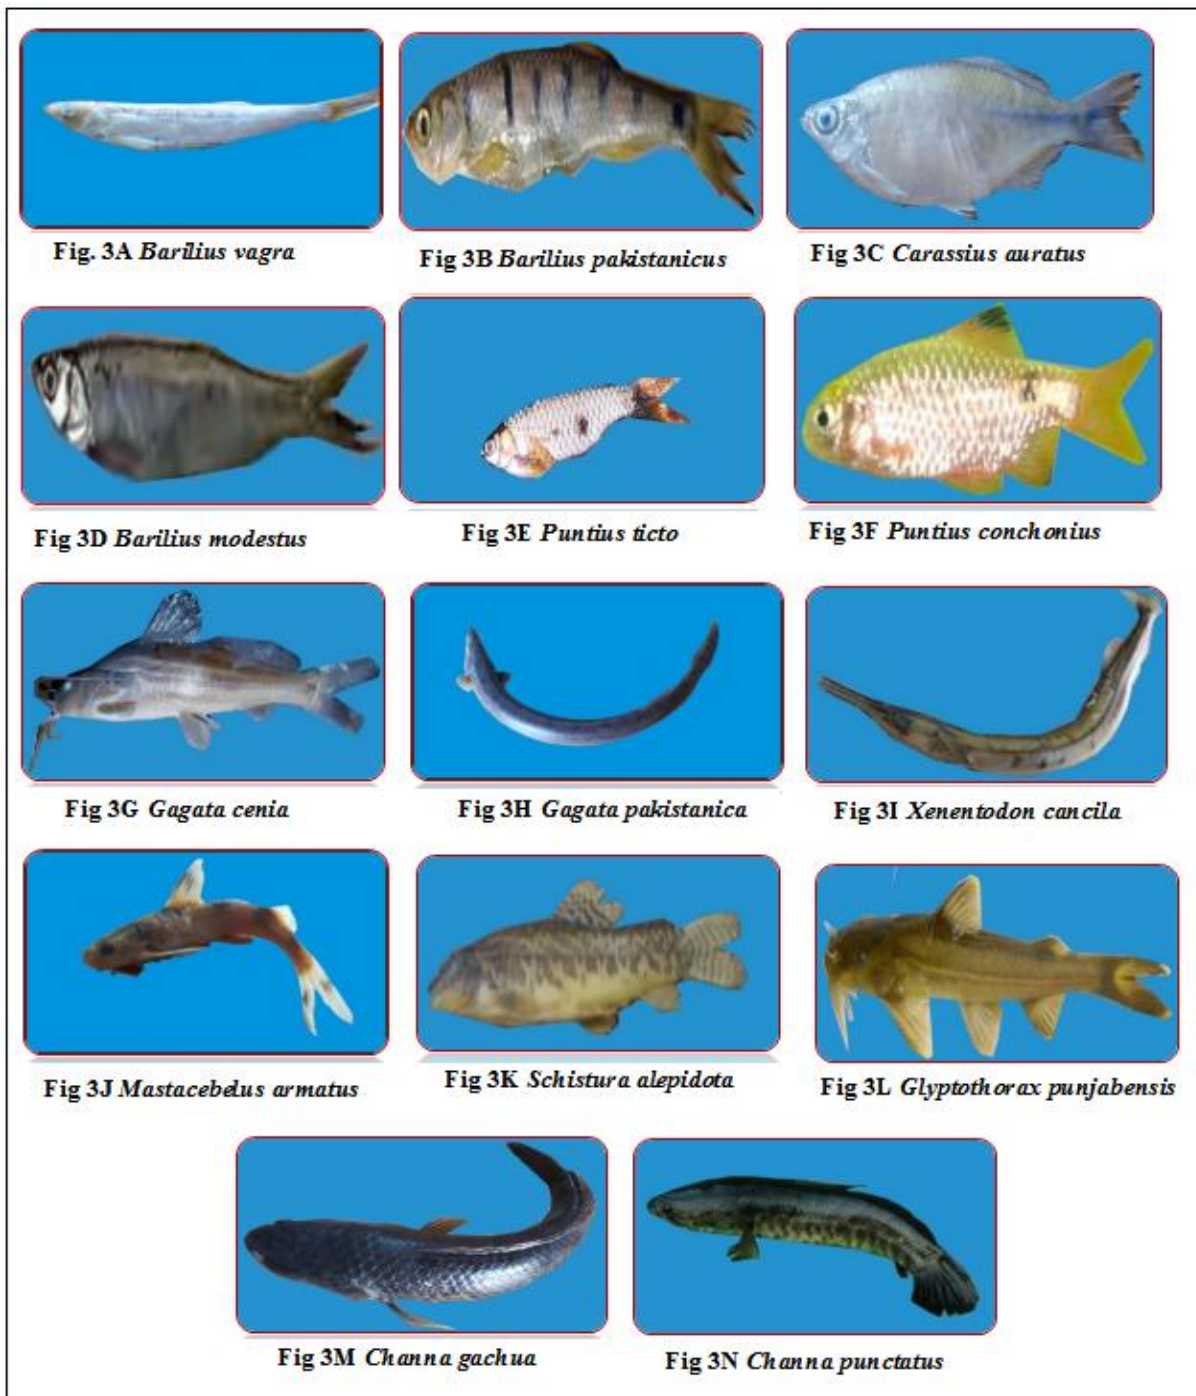 Fig. 3A Barilius vagra
Fig 3B Barilius pakistanicus
Fig 3C Carassius auratus
Fig 3D Barilius modestus
Fig 3E Puntius ticto
Fig 3F Puntius conchonius
Fig 3G Gagata cenia
Fig 3H Gagata pakistanica
Fig 3I Xenentodon cancila
Fig 3J Mastacebelus armatus
Fig 3K Schistura alepidota
Fig 3L Glyptothorax punjabensis
Fig 3M Channa gachua
Fig 3N Channa punctatus